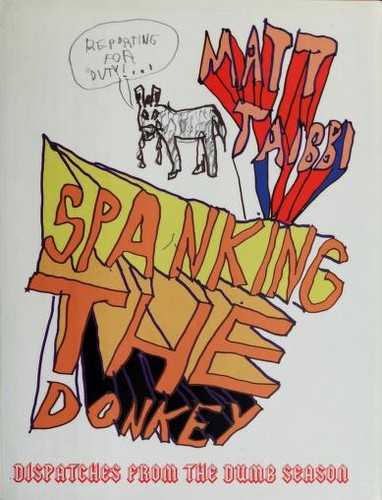 REPORTING
FOR
DUTY!...!
MATT
TAIBBI
SPANKING
THE
DONKEY
DISPATCHES FROM THE DUMB SEASON